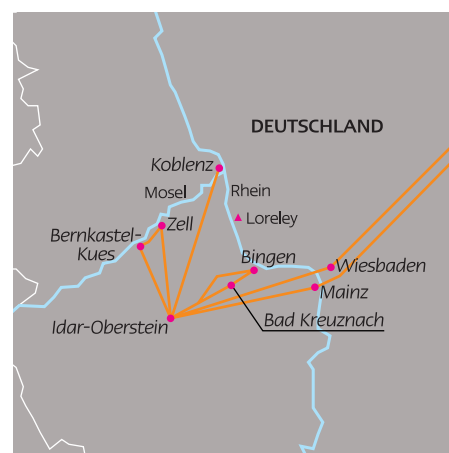 DEUTSCHLAND
Koblenz
Mosel
Rhein
Loreley
Zell
Bernkastel-
Kues
Bingen
Wiesbaden
Mainz
Idar-Oberstein
Bad Kreuznach